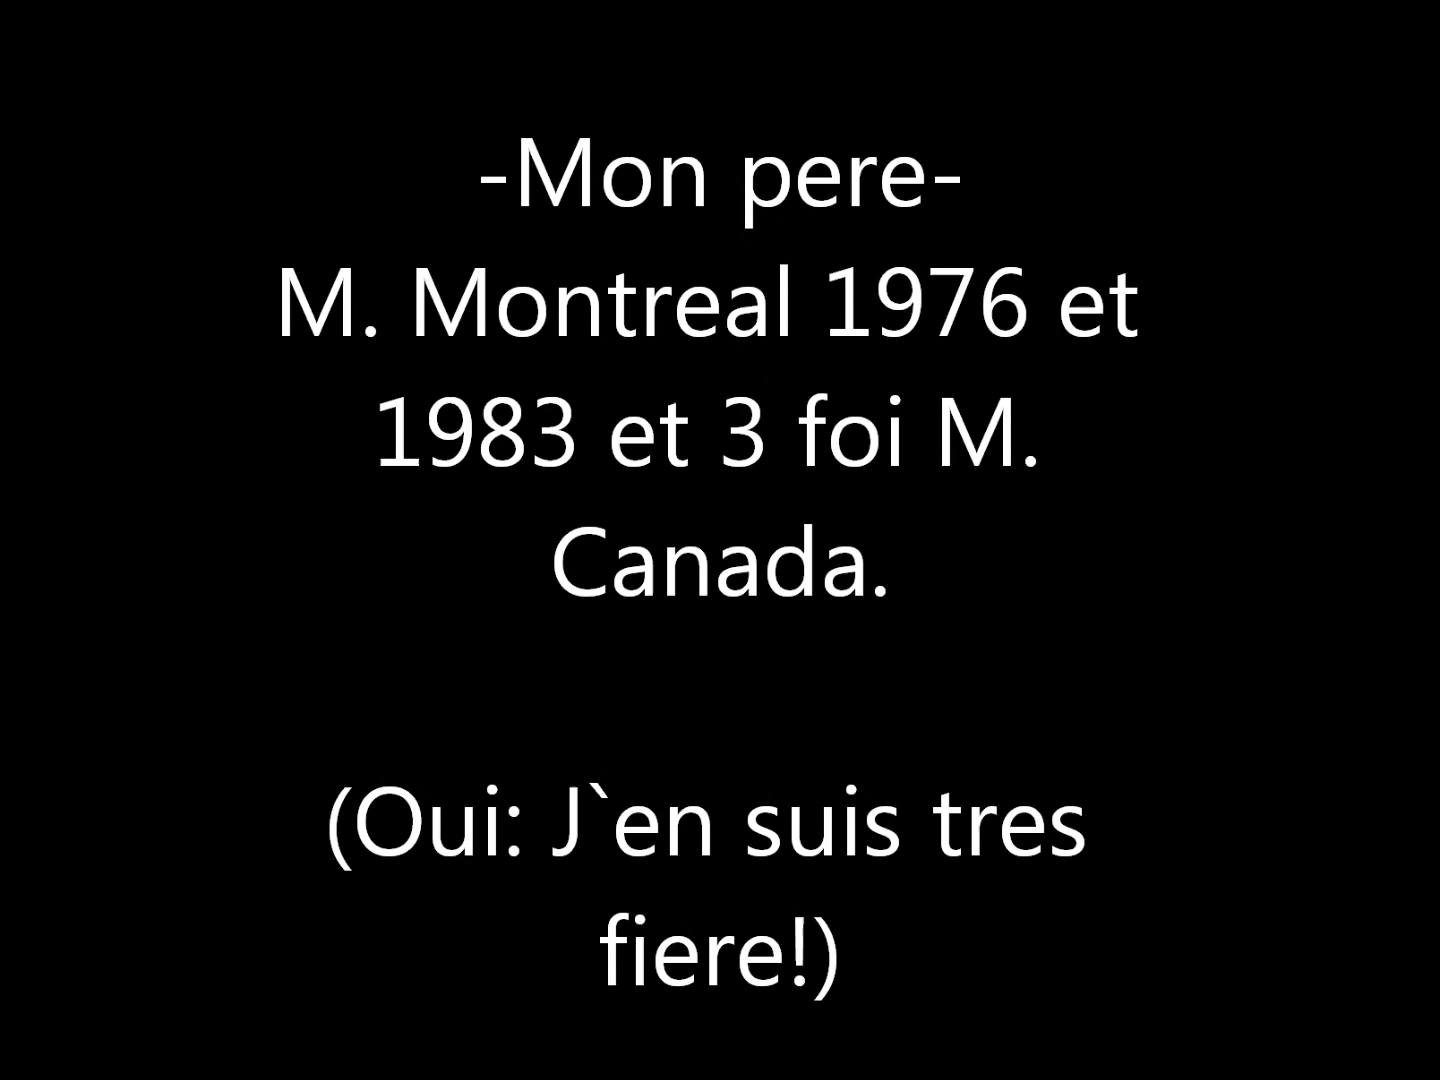 -Mon pere-
M. Montreal 1976 et
1983 et 3 foi M.
Canada.
(Oui: J`en suis tres
fiere!)